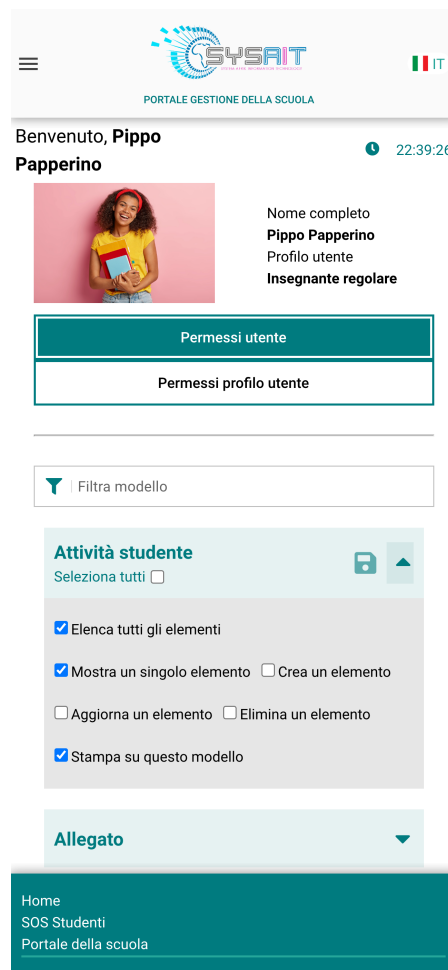 SYSAIT
IT
PORTALE GESTIONE DELLA SCUOLA
Benvenuto, Pippo
Papperino
22:39:26
Nome completo
Pippo Papperino
Profilo utente
Insegnante regolare
Permessi utente
Permessi profilo utente
Filtra modello
Attività studente
Seleziona tutti
Elenca tutti gli elementi
Mostra un singolo elemento Crea un elemento
Aggiorna un elemento Elimina un elemento
Stampa su questo modello
Allegato
Home
SOS Studenti
Portale della scuola